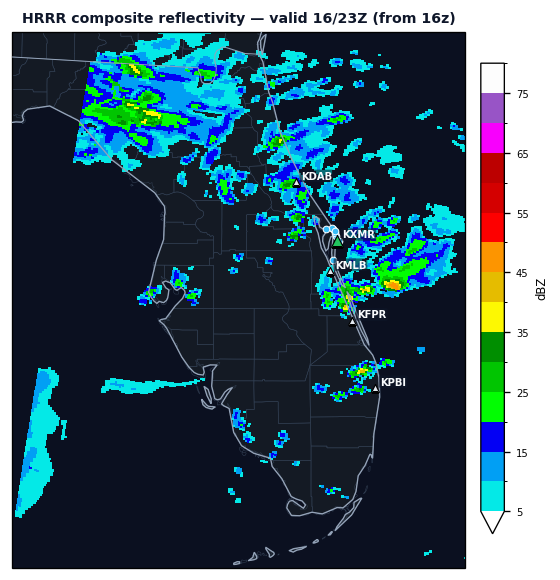 HRRR composite reflectivity — valid 16/23Z (from 16z)
KDAB
KXMR
KMLB
KFPR
KPBI
75
65
55
45
35
25
15
5
dBZ